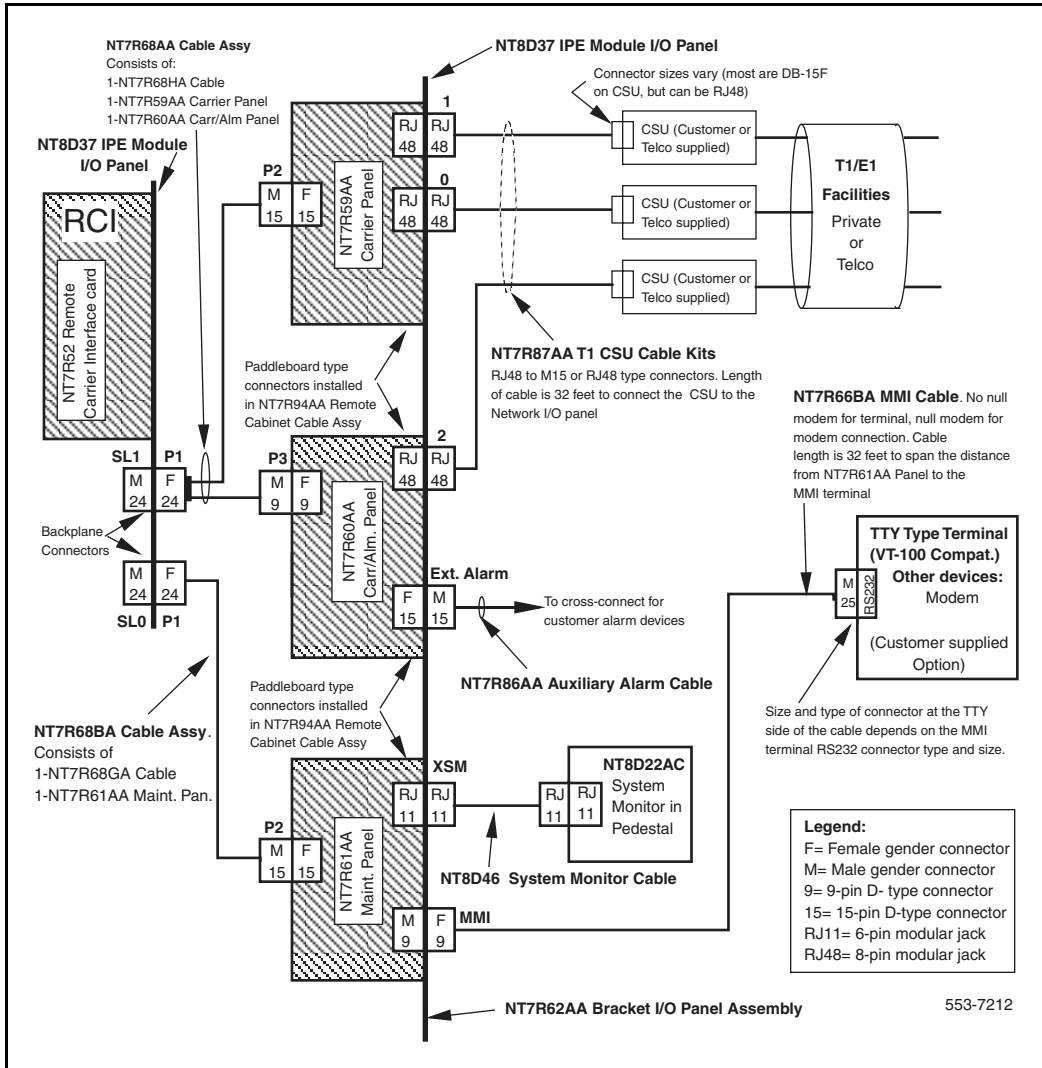 NT7R68AA Cable Assy
Consists of:
1-NT7R68HA Cable
1-NT7R59AA Carrier Panel
1-NT7R60AA Carr/Alm Panel
NT8D37 IPE Module I/O Panel
Connector sizes vary (most are DB-15F
on CSU, but can be RJ48)
NT8D37 IPE Module
I/O Panel
RCI
NT7R52 Remote
Carrier Interface card
P2
M F
15 15
NT7R59AA
Carrier Panel
1
RJ RJ
48 48
0
RJ RJ
48 48
CSU (Customer or
Telco supplied)
CSU (Customer or
Telco supplied)
CSU (Customer or
Telco supplied)
T1/E1
Facilities
Private
or
Telco
NT7R87AA T1 CSU Cable Kits
RJ48 to M15 or RJ48 type connectors. Length
of cable is 32 feet to connect the CSU to the
Network I/O panel
Paddleboard type
connectors installed
in NT7R94AA Remote
Cabinet Cable Assy
NT7R66BA MMI Cable. No null
modem for terminal, null modem for
modem connection. Cable
length is 32 feet to span the distance
from NT7R61AA Panel to the
MMI terminal
SL1 P1
M F
24 24
Backplane
Connectors
M F
24 24
SL0 P1
P3
M F
9 9
NT7R60AA
Carr/Alm. Panel
2
RJ RJ
48 48
Ext. Alarm
F M
15 15
To cross-connect for
customer alarm devices
NT7R86AA Auxiliary Alarm Cable
TTY Type Terminal
(VT-100 Compat.)
Other devices:
Modem
(Customer supplied
Option)
M
25
RS232
Size and type of connector at the TTY
side of the cable depends on the MMI
terminal RS232 connector type and size.
NT7R68BA Cable Assy.
Consists of
1-NT7R68GA Cable
1-NT7R61AA Maint. Pan.
Paddleboard type
connectors installed
in NT7R94AA Remote
Cabinet Cable Assy
P2
M F
15 15
NT7R61AA
Maint. Panel
XSM
RJ RJ
11 11
RJ RJ
11 11
NT8D22AC
System
Monitor in
Pedestal
NT8D46 System Monitor Cable
M F
9 9
MMI
NT7R62AA Bracket I/O Panel Assembly
Legend:
F= Female gender connector
M= Male gender connector
9= 9-pin D- type connector
15= 15-pin D-type connector
RJ11= 6-pin modular jack
RJ48= 8-pin modular jack
553-7212